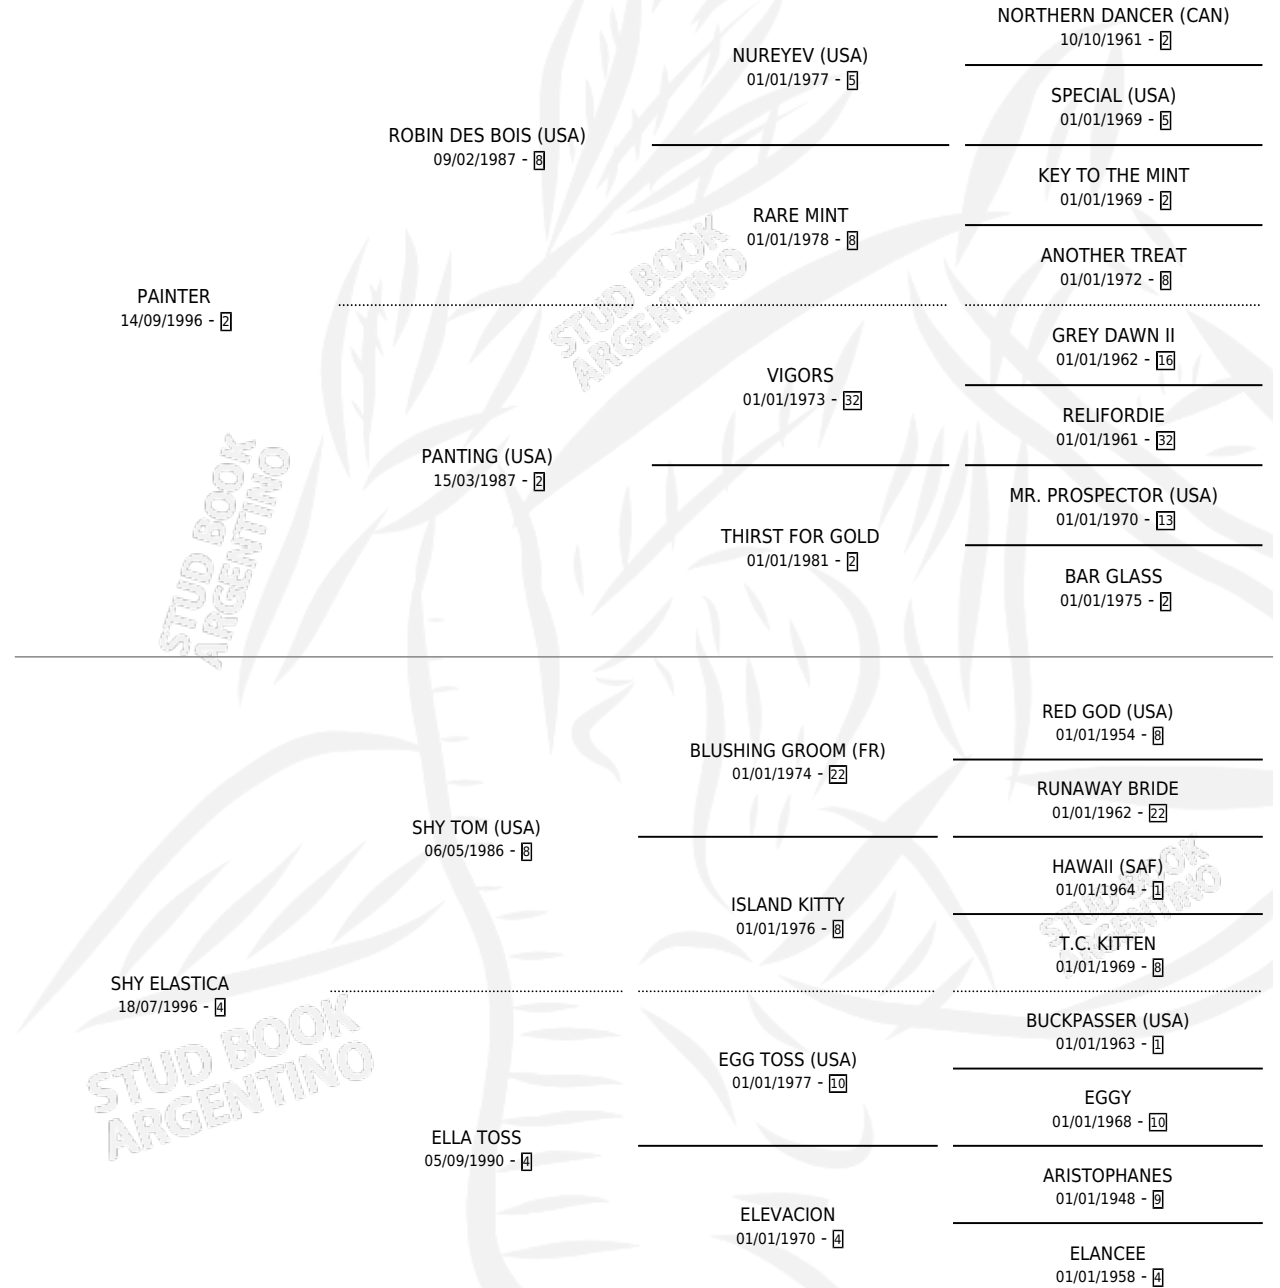 NORTHERN DANCER (CAN)
10/10/1961 - 2
NUREYEV (USA)
01/01/1977 - 5
SPECIAL (USA)
01/01/1969 - 5
ROBIN DES BOIS (USA)
09/02/1987 - 8
KEY TO THE MINT
01/01/1969 - 2
RARE MINT
01/01/1978 - 8
ANOTHER TREAT
01/01/1972 - 8
PAINTER
14/09/1996 - 2
GREY DAWN II
01/01/1962 - 16
VIGORS
01/01/1973 - 32
RELIFORDIE
01/01/1961 - 32
PANTING (USA)
15/03/1987 - 2
MR. PROSPECTOR (USA)
01/01/1970 - 13
THIRST FOR GOLD
01/01/1981 - 2
BAR GLASS
01/01/1975 - 2
RED GOD (USA)
01/01/1954 - 8
BLUSHING GROOM (FR)
01/01/1974 - 22
RUNAWAY BRIDE
01/01/1962 - 22
SHY TOM (USA)
06/05/1986 - 8
HAWAII (SAF)
01/01/1964 - 1
ISLAND KITTY
01/01/1976 - 8
T.C. KITTEN
01/01/1969 - 8
SHY ELASTICA
18/07/1996 - 4
BUCKPASSER (USA)
01/01/1963 - 1
EGG TOSS (USA)
01/01/1977 - 10
EGGY
01/01/1968 - 10
ELLA TOSS
05/09/1990 - 4
ARISTOPHANES
01/01/1948 - 9
ELEVACION
01/01/1970 - 4
ELANCEE
01/01/1958 - 4
STUD BOOK
ARGENTINO
STUD BOOK
ARGENTINO
STUD BOOK
ARGENTINO
STUD BOOK
ARGENTINO